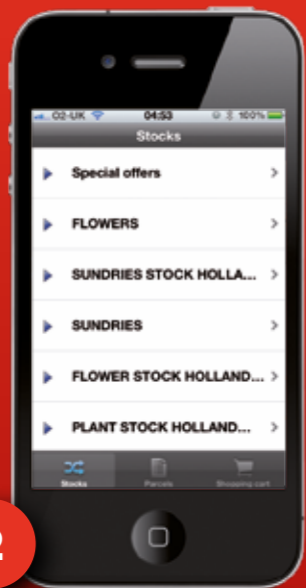 O2-UK 04:53 100%
Stocks
Special offers
FLOWERS
SUNDRIES STOCK HOLLA...
SUNDRIES
FLOWER STOCK HOLLAND...
PLANT STOCK HOLLAND...
Stocks Parcels Shopping cart
2